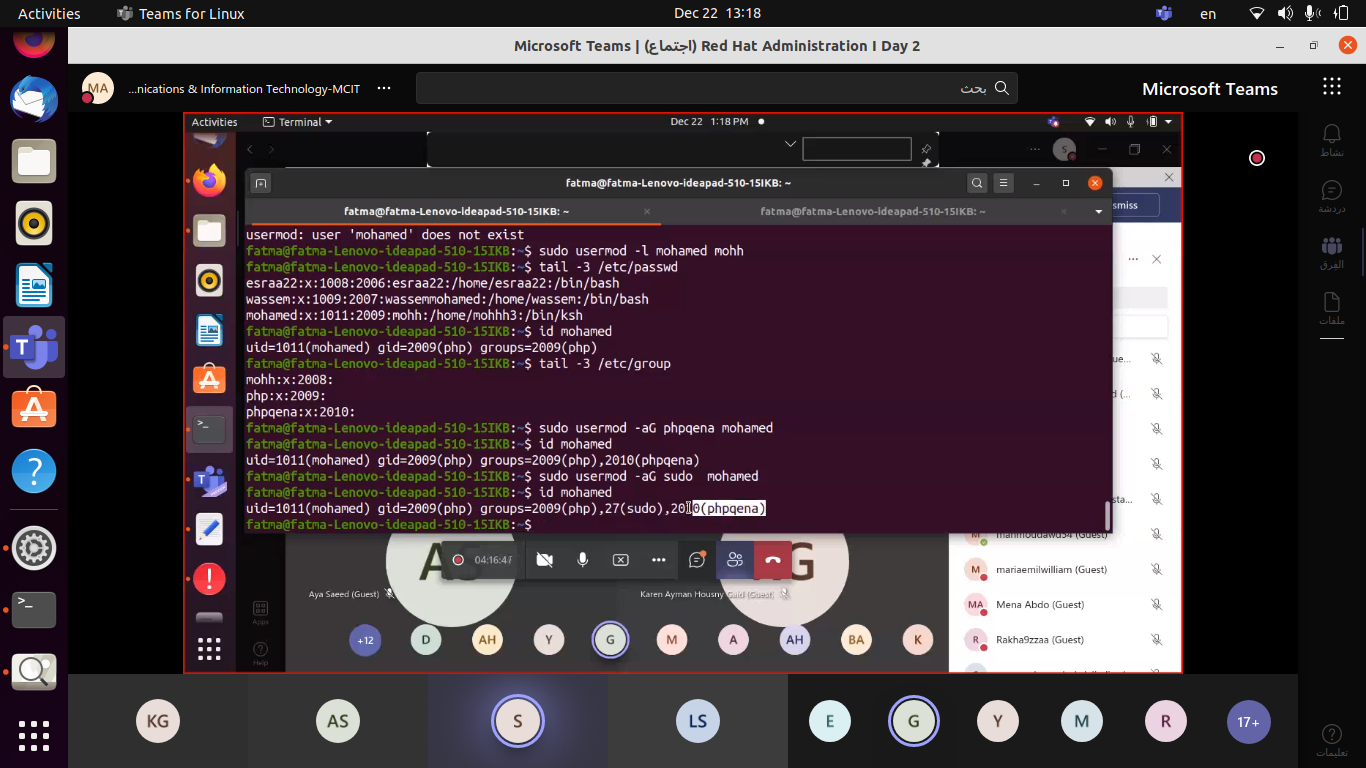 Activities
Teams for Linux
Dec 22 13:18
en
Microsoft Teams | (اجتماع) Red Hat Administration I Day 2
MA
...nications & Information Technology-MCIT
بحث
Microsoft Teams
نشاط
دردشة
الفرق
ملفات
تعليمات
Activities
Terminal
Dec 22 1:18 PM
S
fatma@fatma-Lenovo-ideapad-510-15IKB: ~
fatma@fatma-Lenovo-ideapad-510-15IKB: ~
fatma@fatma-Lenovo-ideapad-510-15IKB: ~
usermod: user 'mohamed' does not exist
fatma@fatma-Lenovo-ideapad-510-15IKB:~$ sudo usermod -l mohamed mohh
fatma@fatma-Lenovo-ideapad-510-15IKB:~$ tail -3 /etc/passwd
esraa22:x:1008:2006:esraa22:/home/esraa22:/bin/bash
wassem:x:1009:2007:wassemmohamed:/home/wassem:/bin/bash
mohamed:x:1011:2009:mohh:/home/mohhh3:/bin/ksh
fatma@fatma-Lenovo-ideapad-510-15IKB:~$ id mohamed
uid=1011(mohamed) gid=2009(php) groups=2009(php)
fatma@fatma-Lenovo-ideapad-510-15IKB:~$ tail -3 /etc/group
mohh:x:2008:
php:x:2009:
phpqena:x:2010:
fatma@fatma-Lenovo-ideapad-510-15IKB:~$ sudo usermod -aG phpqena mohamed
fatma@fatma-Lenovo-ideapad-510-15IKB:~$ id mohamed
uid=1011(mohamed) gid=2009(php) groups=2009(php),2010(phpqena)
fatma@fatma-Lenovo-ideapad-510-15IKB:~$ sudo usermod -aG sudo  mohamed
fatma@fatma-Lenovo-ideapad-510-15IKB:~$ id mohamed
uid=1011(mohamed) gid=2009(php) groups=2009(php),27(sudo),2010(phpqena)
fatma@fatma-Lenovo-ideapad-510-15IKB:~$
smiss
ue...
d (...
sta...
mahmoudawd54 (Guest)
mariaemilwilliam (Guest)
Mena Abdo (Guest)
Rakha9zzaa (Guest)
M
MA
R
AS
G
04:16:47
Aya Saeed (Guest)
Karen Ayman Housny Gaid (Guest)
Apps
Help
+12
D
AH
Y
G
M
A
AH
BA
K
KG
AS
S
LS
E
G
Y
M
R
17+